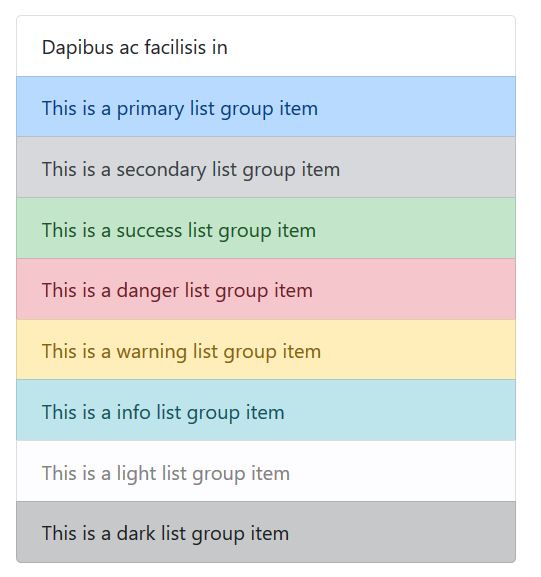 Dapibus ac facilisis in
This is a primary list group item
This is a secondary list group item
This is a success list group item
This is a danger list group item
This is a warning list group item
This is a info list group item
This is a light list group item
This is a dark list group item